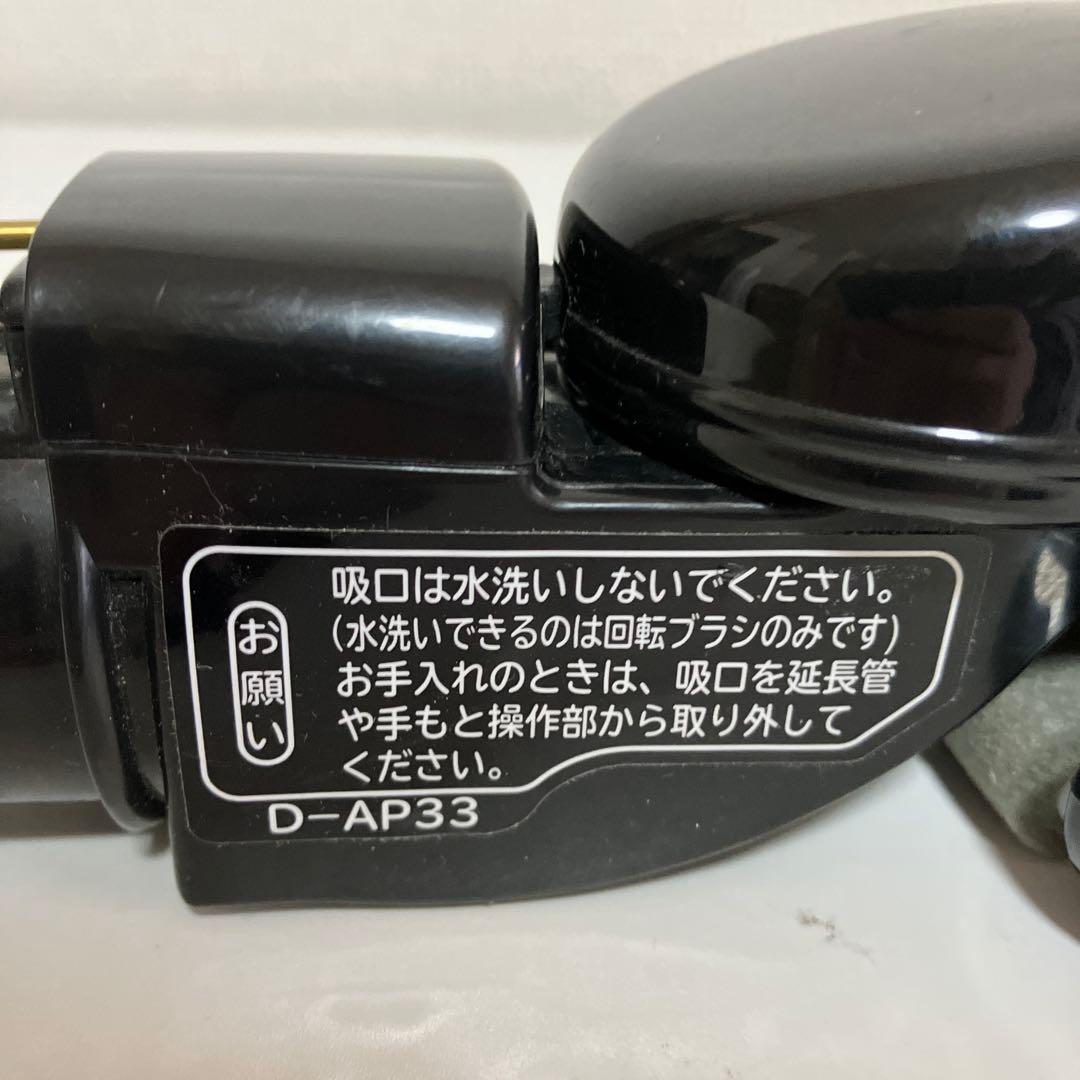 お願い
吸口は水洗いしないでください。
(水洗いできるのは回転ブラシのみです)
お手入れのときは、吸口を延長管
や手もと操作部から取り外して
ください。
D-AP33